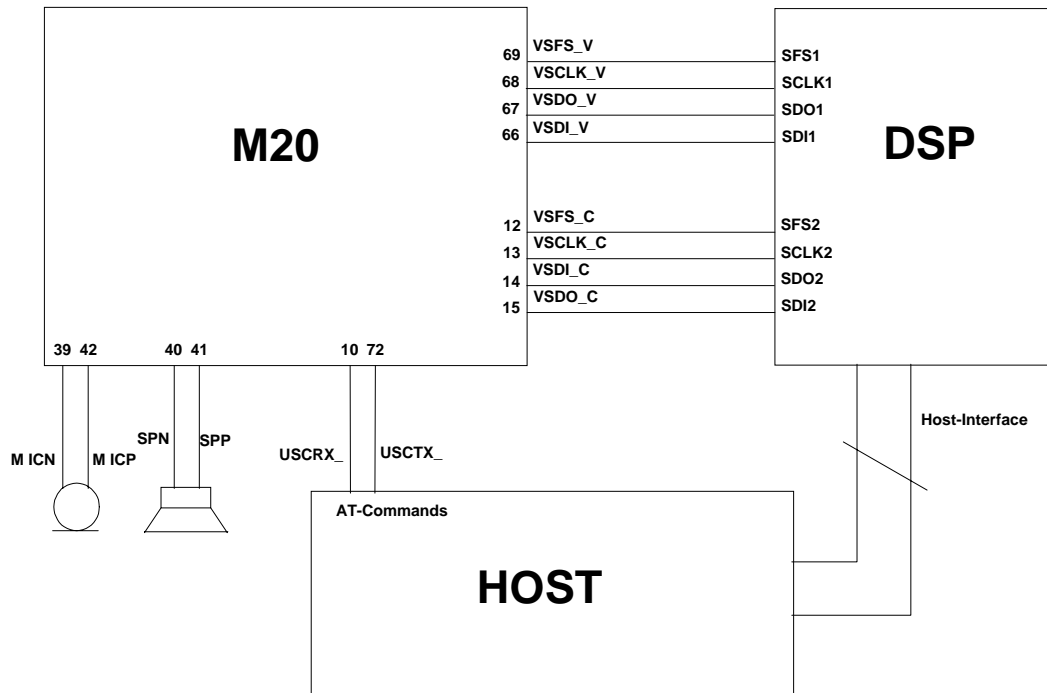 69 VSFS_V SFS1
68 VSCLK_V SCLK1
67 VSDO_V SDO1
66 VSDI_V SDI1
M20 DSP
12 VSFS_C SFS2
13 VSCLK_C SCLK2
14 VSDI_C SDO2
15 VSDO_C SDI2
39 42 40 41 10 72
Host-Interface
SPN SPP
M ICN M ICP USCRX_ USCTX_
AT-Commands
HOST